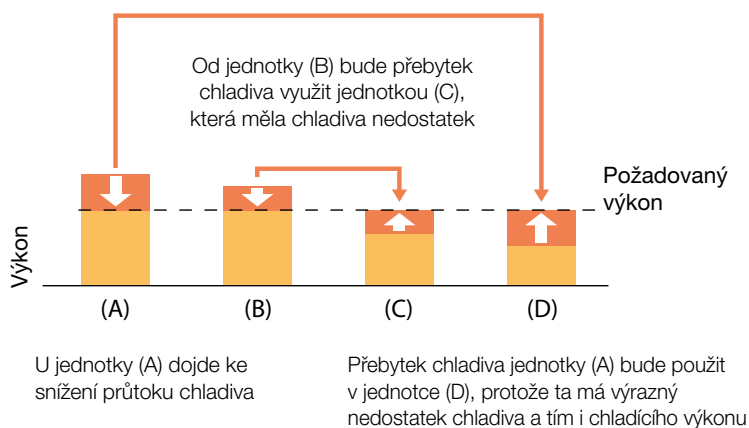 Od jednotky (B) bude přebytek
chladiva využit jednotkou (C),
která měla chladiva nedostatek
Požadovaný
výkon
Výkon
(A)
(B)
(C)
(D)
U jednotky (A) dojde ke
snížení průtoku chladiva
Přebytek chladiva jednotky (A) bude použit
v jednotce (D), protože ta má výrazný
nedostatek chladiva a tím i chladícího výkonu